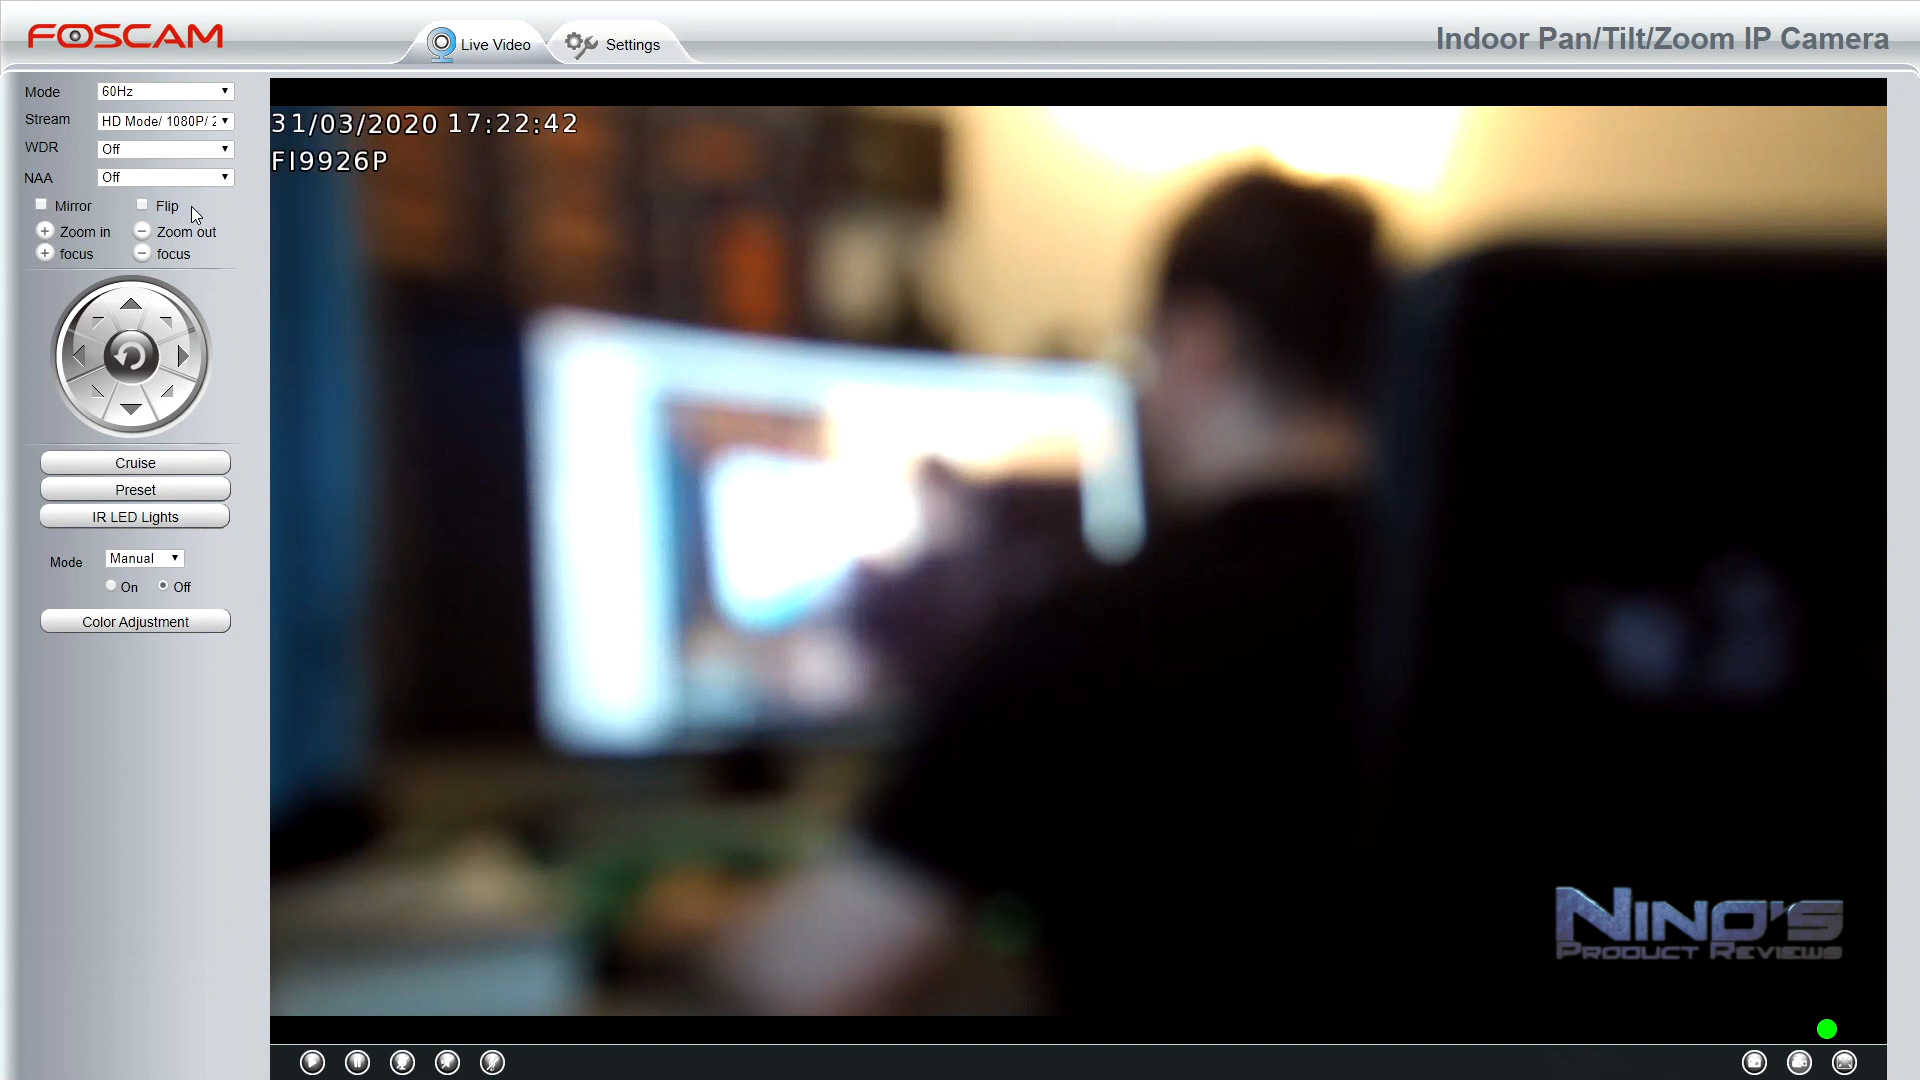 FOSCAM
Live Video
Settings
Indoor Pan/Tilt/Zoom IP Camera
Mode 60Hz
Stream HD Mode/ 1080P/ 2
WDR Off
NAA Off
Mirror Flip
Zoom in Zoom out
focus focus
Cruise
Preset
IR LED Lights
Mode Manual
On Off
Color Adjustment
31/03/2020 17:22:42
FI9926P
NINO'S
PRODUCT REVIEWS